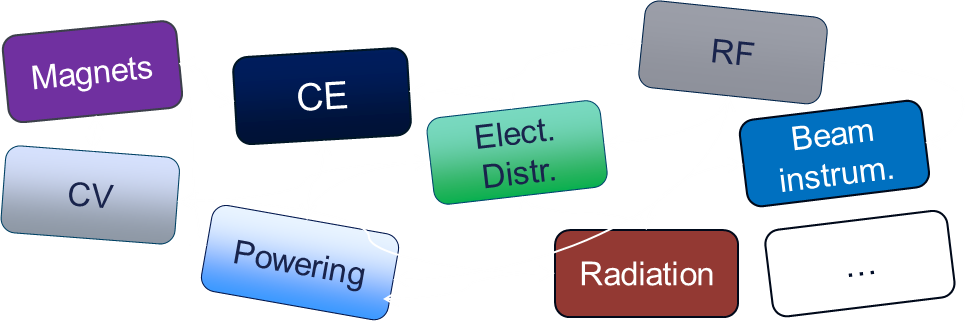 Magnets
CE
RF
Elect.
Distr.
Beam
instrum.
CV
Powering
Radiation
...